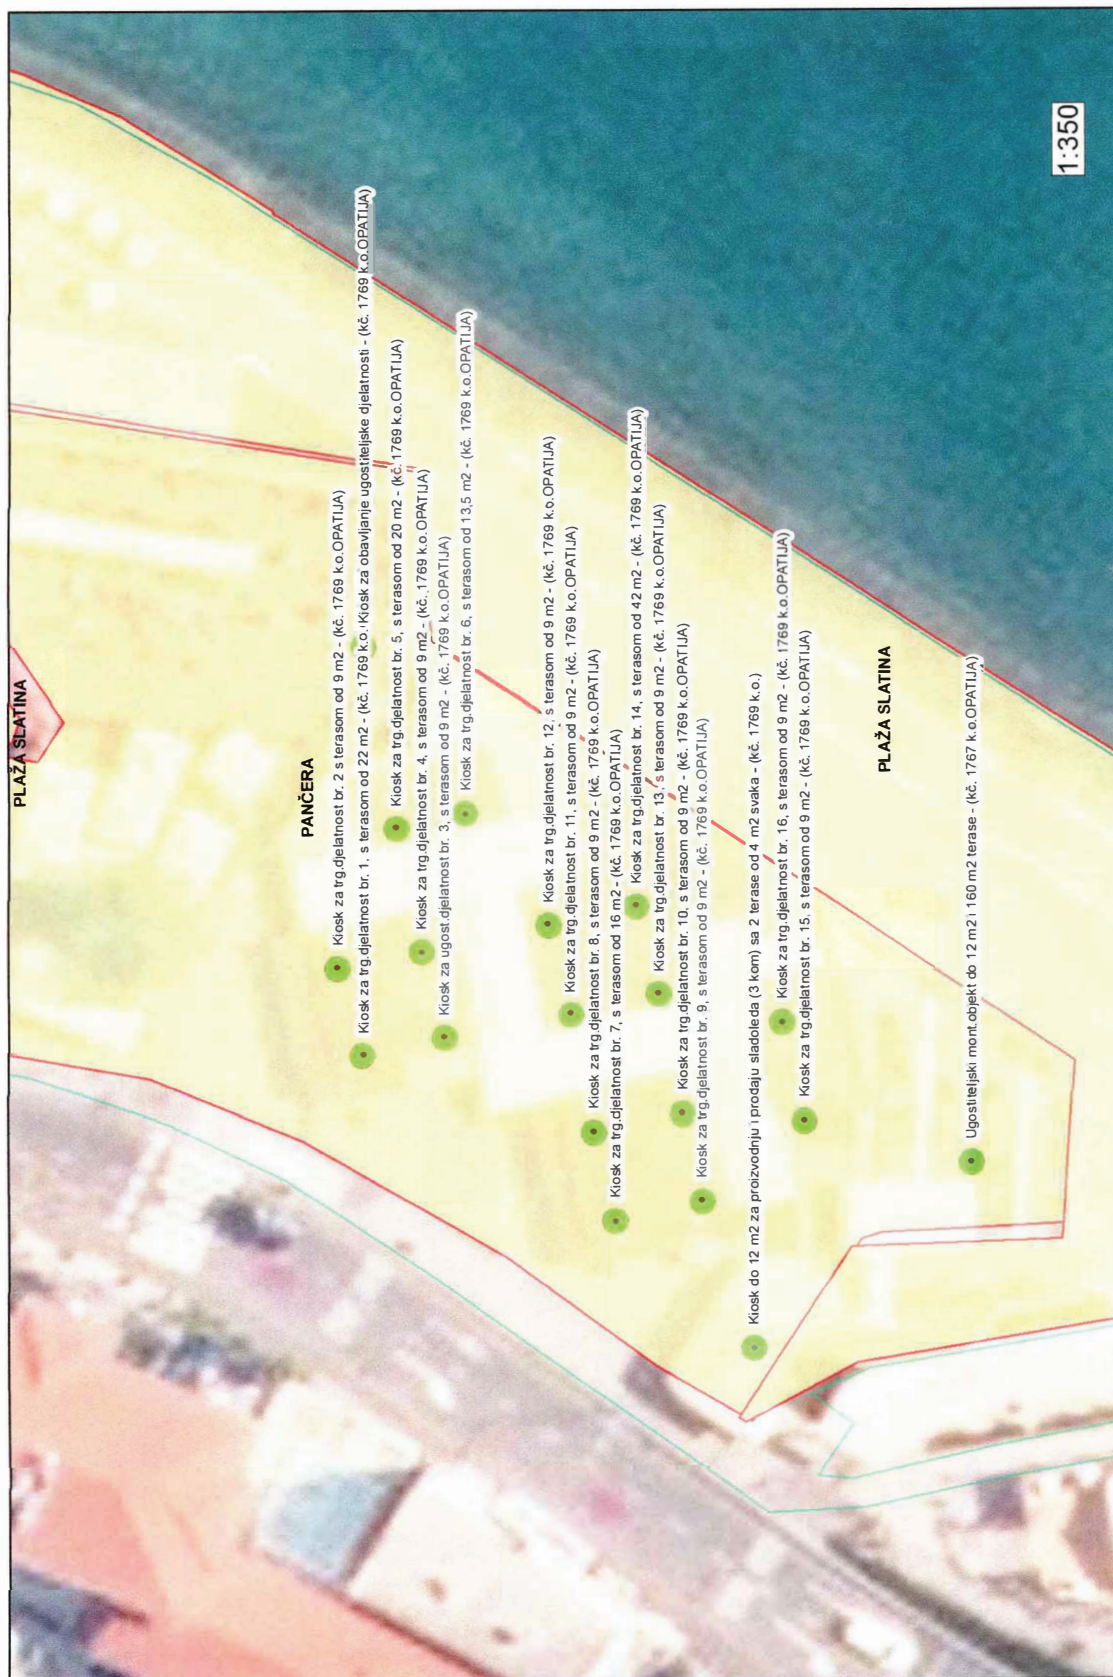 PLAŽA SLATINA
PANČERA
Kiosk za trg.djelatnost br. 2 s terasom od 9 m2 - (kč. 1769 k.o.OPATIJA)
Kiosk za trg.djelatnost br. 1, s terasom od 22 m2 - (kč. 1769 k.o.
Kiosk za obavljanje ugostiteljske djelatnosti - (kč. 1769 k.o.OPATIJA)
Kiosk za trg.djelatnost br. 5, s terasom od 20 m2 - (kč. 1769 k.o.OPATIJA)
Kiosk za trg.djelatnost br. 4, s terasom od 9 m2 - (kč. 1769 k.o.OPATIJA)
Kiosk za ugost.djelatnost br. 3, s terasom od 9 m2 - (kč. 1769 k.o.OPATIJA)
Kiosk za trg.djelatnost br. 6, s terasom od 13,5 m2 - (kč. 1769 k.o.OPATIJA)
Kiosk za trg.djelatnost br. 12, s terasom od 9 m2 - (kč. 1769 k.o.OPATIJA)
Kiosk za trg.djelatnost br. 11, s terasom od 9 m2 - (kč. 1769 k.o.OPATIJA)
Kiosk za trg.djelatnost br. 8, s terasom od 9 m2 - (kč. 1769 k.o.OPATIJA)
Kiosk za trg.djelatnost br. 7, s terasom od 16 m2 - (kč. 1769 k.o.OPATIJA)
Kiosk za trg.djelatnost br. 14, s terasom od 42 m2 - (kč. 1769 k.o.OPATIJA)
Kiosk za trg.djelatnost br. 13, s terasom od 9 m2 - (kč. 1769 k.o.OPATIJA)
Kiosk za trg.djelatnost br. 10, s terasom od 9 m2 - (kč. 1769 k.o.OPATIJA)
Kiosk za trg.djelatnost br. 9, s terasom od 9 m2 - (kč. 1769 k.o.OPATIJA)
Kiosk do 12 m2 za proizvodnju i prodaju sladoleda (3 kom) sa 2 terase od 4 m2 svaka - (kč. 1769 k.o.)
Kiosk za trg.djelatnost br. 16, s terasom od 9 m2 - (kč. 1769 k.o.OPATIJA)
Kiosk za trg.djelatnost br. 15, s terasom od 9 m2 - (kč. 1769 k.o.OPATIJA)
PLAŽA SLATINA
Ugostiteljski mont.objekt do 12 m2 i 160 m2 terase - (kč. 1767 k.o.OPATIJA)
1:350